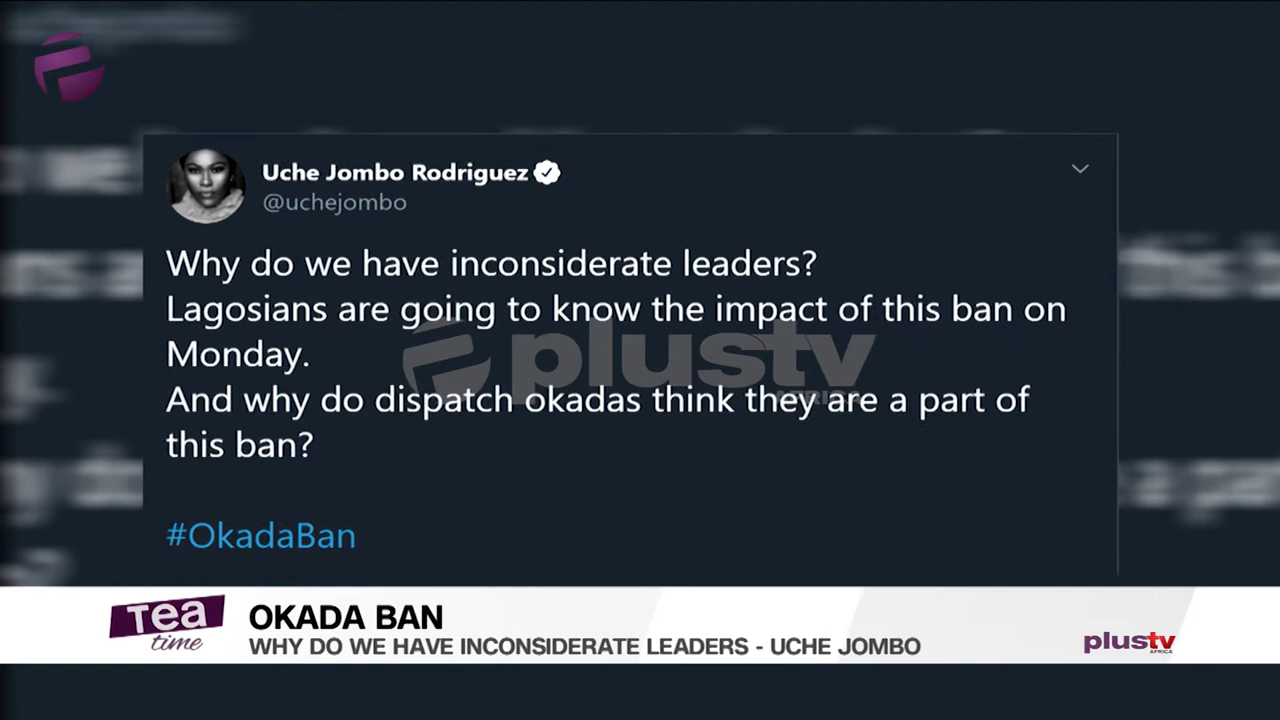 Uche Jombo Rodriguez
@uchejombo
Why do we have inconsiderate leaders?
Lagosians are going to know the impact of this ban on
Monday.
And why do dispatch okadas think they are a part of
this ban?
#OkadaBan
plustv
AFRICA
Tea
time
OKADA BAN
WHY DO WE HAVE INCONSIDERATE LEADERS - UCHE JOMBO
plustv
AFRICA